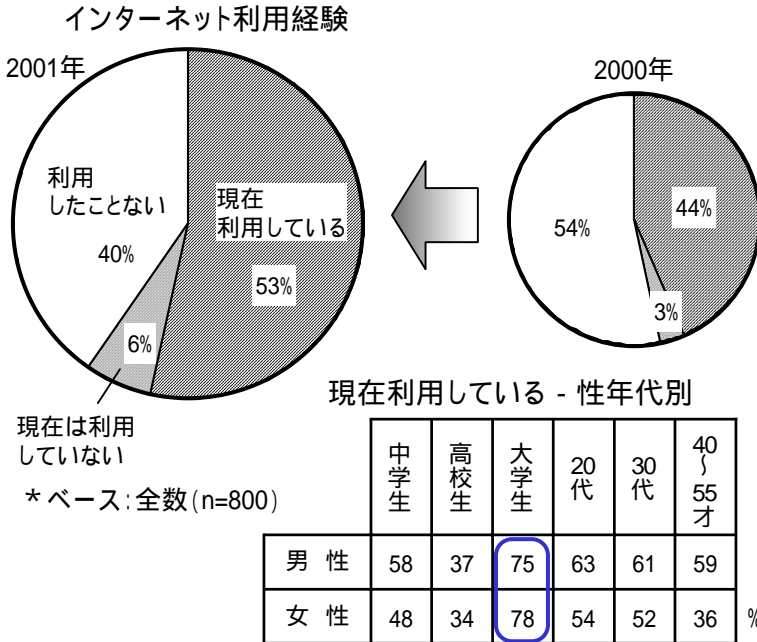 インターネット利用経験
2001年
2000年
利用
したことない
40%
現在
利用している
53%
6%
現在は利用
していない
44%
54%
3%
*ベース:全数(n=800)
現在利用している - 性年代別
中学生 高校生 大学生 20代 30代 40～55才
男 性 58 37 75 63 61 59
女 性 48 34 78 54 52 36 %